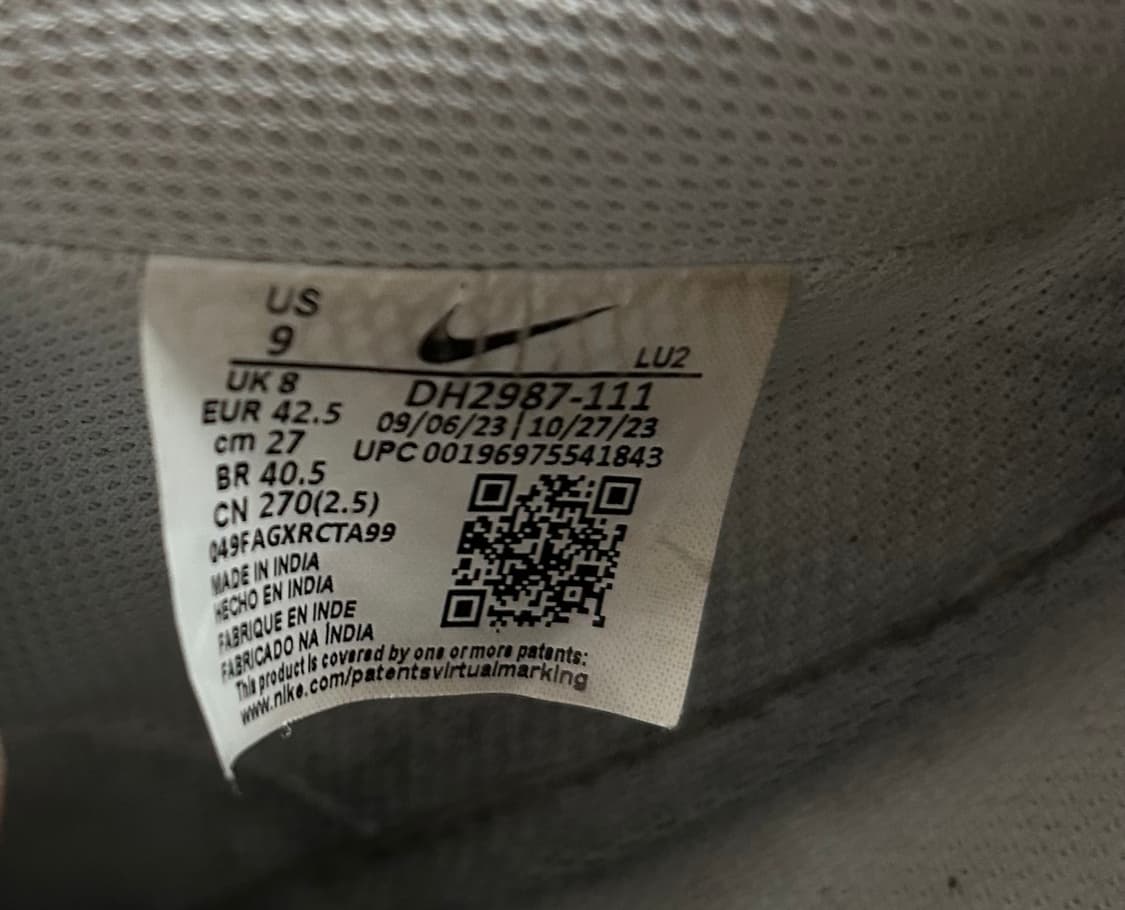 US
9
LU2
UK 8
DH2987-111
EUR 42.5
09/06/23 | 10/27/23
cm 27
UPC 00196975541843
BR 40.5
CN 270(2.5)
049FAGXRCTA99
MADE IN INDIA
HECHO EN INDIA
FABRIQUE EN INDE
FABRICADO NA ÍNDIA
This product is covered by one or more patents:
www.nike.com/patentsvirtualmarking